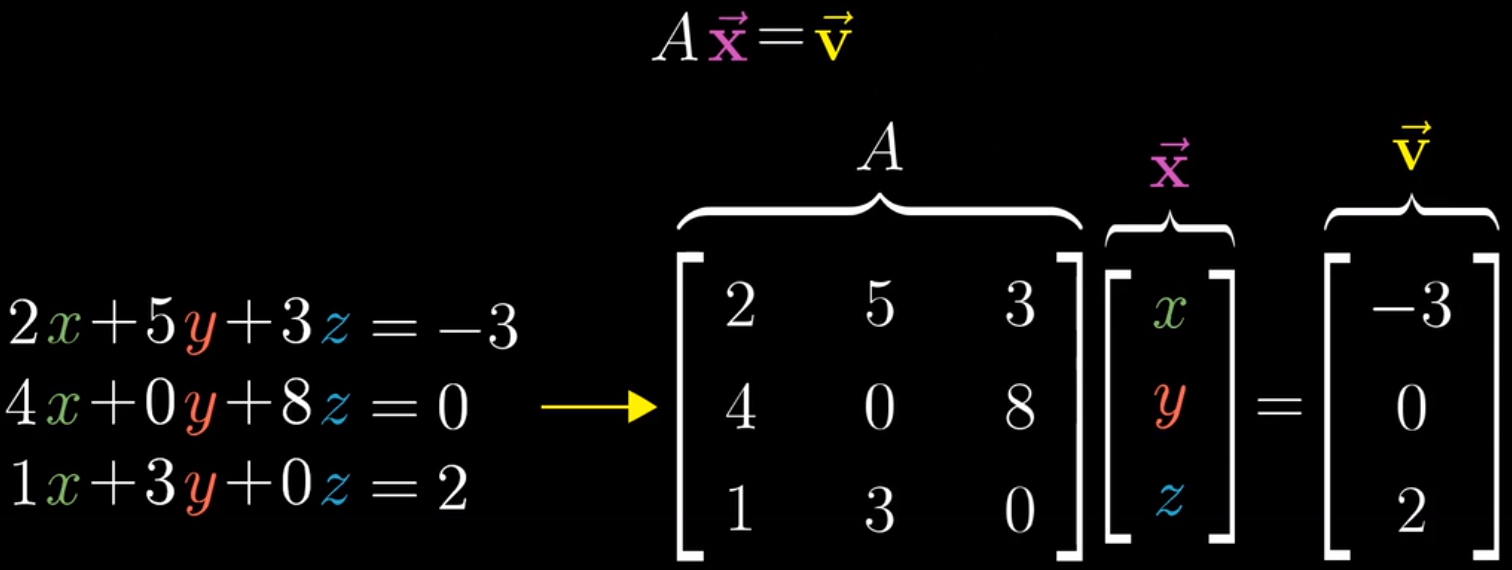 A x⃗ = v⃗
A
x⃗
v⃗
2x+5y+3z = −3
4x+0y+8z = 0
1x+3y+0z = 2
2 5 3
4 0 8
1 3 0
x
y
z
=
−3
0
2